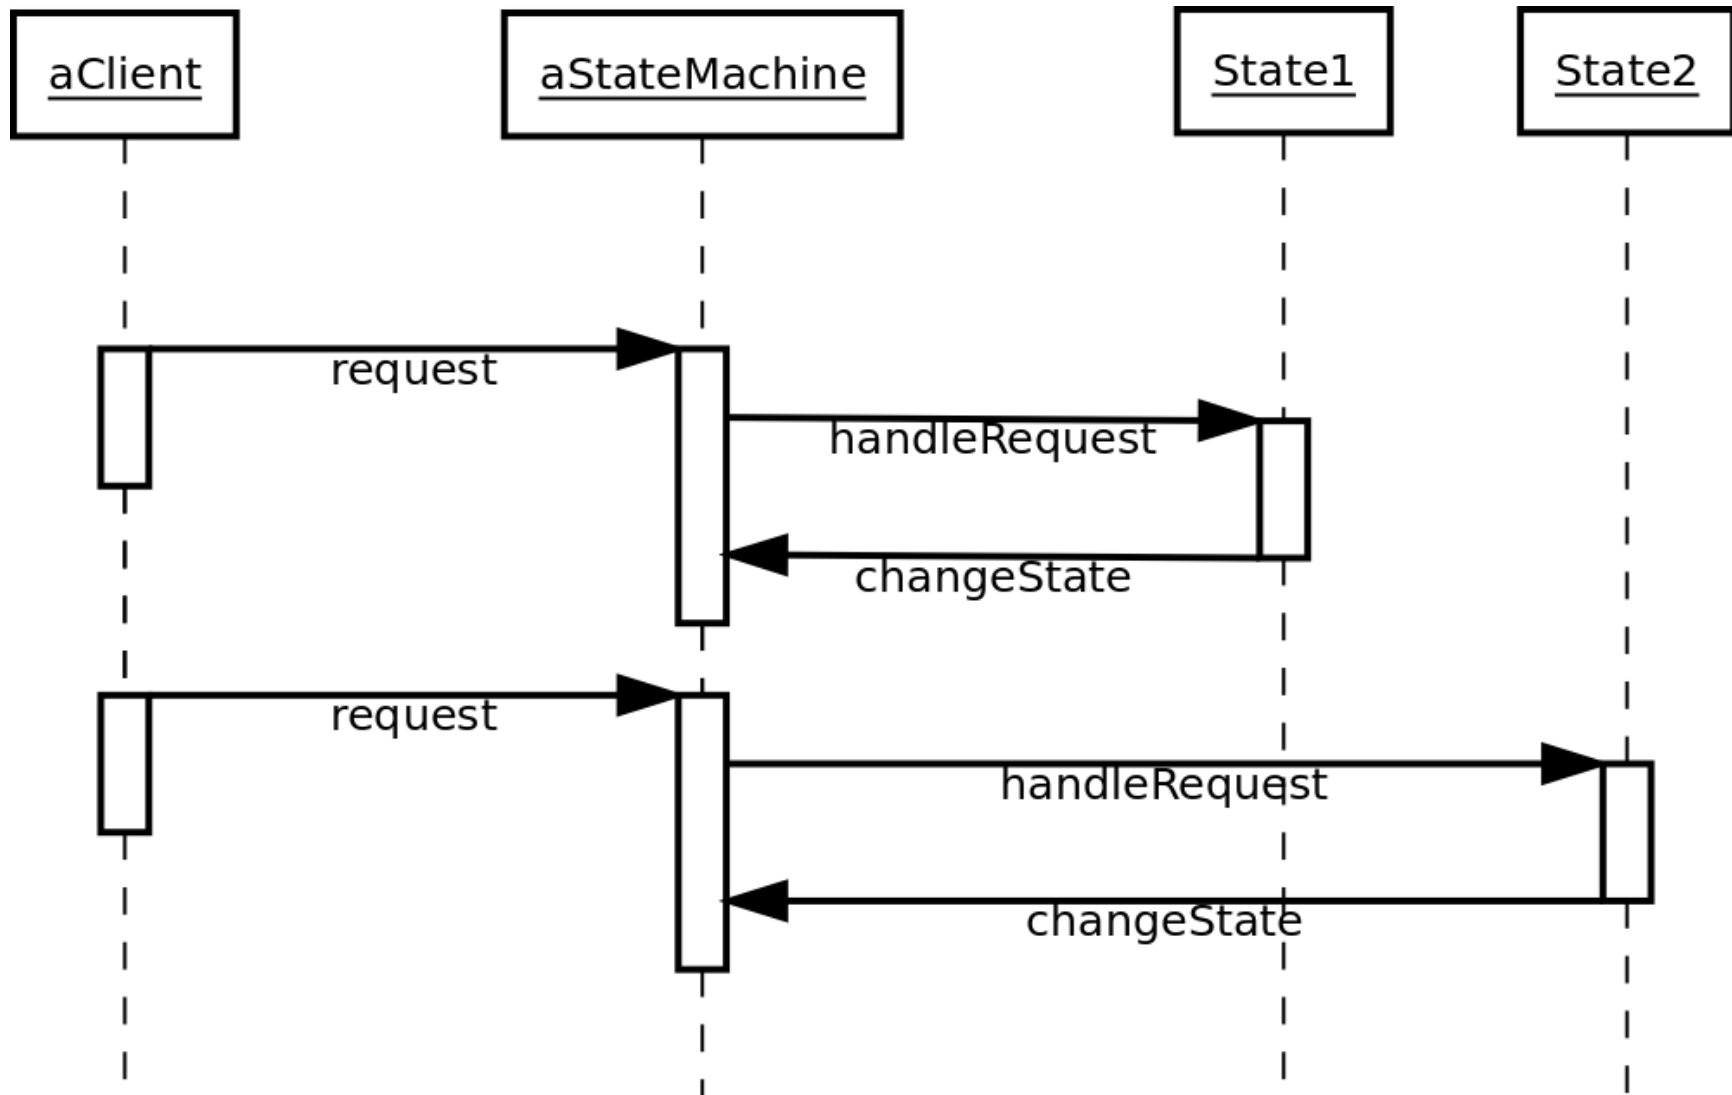 aClient
aStateMachine
State1
State2
request
handleRequest
changeState
request
handleRequest
changeState